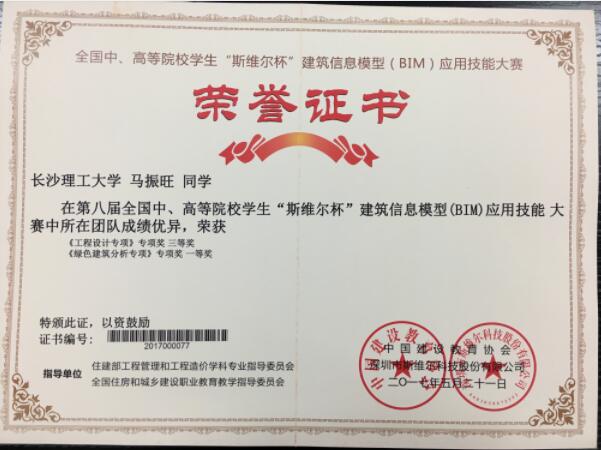 全国中、高等院校学生“斯维尔杯”建筑信息模型（BIM）应用技能大赛
荣誉证书
长沙理工大学 马振旺 同学
在第八届全国中、高等院校学生“斯维尔杯”建筑信息模型(BIM)应用技能 大
赛中所在团队成绩优异，荣获
《工程设计专项》专项奖 三等奖
《绿色建筑分析专项》专项奖 一等奖
特颁此证，以资鼓励
证书编号：
2017000077
指导单位
住建部工程管理和工程造价学科专业指导委员会
全国住房和城乡建设职业教育教学指导委员会
中国建设教育协会
深圳市斯维尔科技股份有限公司
二〇一七年五月二十一日